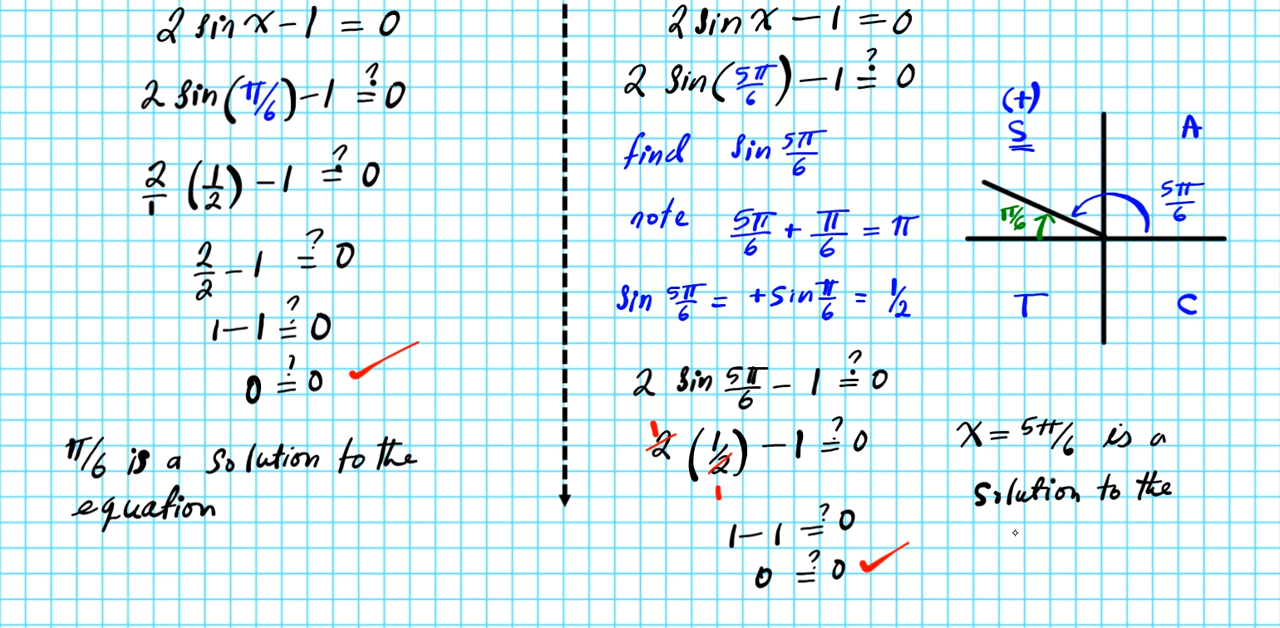 2 sin x - 1 = 0
2 sin(π/6) - 1 ≟ 0
2/1 (1/2) - 1 ≟ 0
2/2 - 1 ≟ 0
1 - 1 ≟ 0
0 ≟ 0 ✓
π/6 is a solution to the
equation
2 sin x - 1 = 0
2 sin(5π/6) - 1 ≟ 0
find sin 5π/6
note 5π/6 + π/6 = π
sin 5π/6 = + sin π/6 = 1/2
2 sin 5π/6 - 1 ≟ 0
2 (1/2) - 1 ≟ 0
1
1
1 - 1 ≟ 0
0 ≟ 0 ✓
(+)
S
A
5π/6
π/6
T
C
x = 5π/6 is a
solution to the